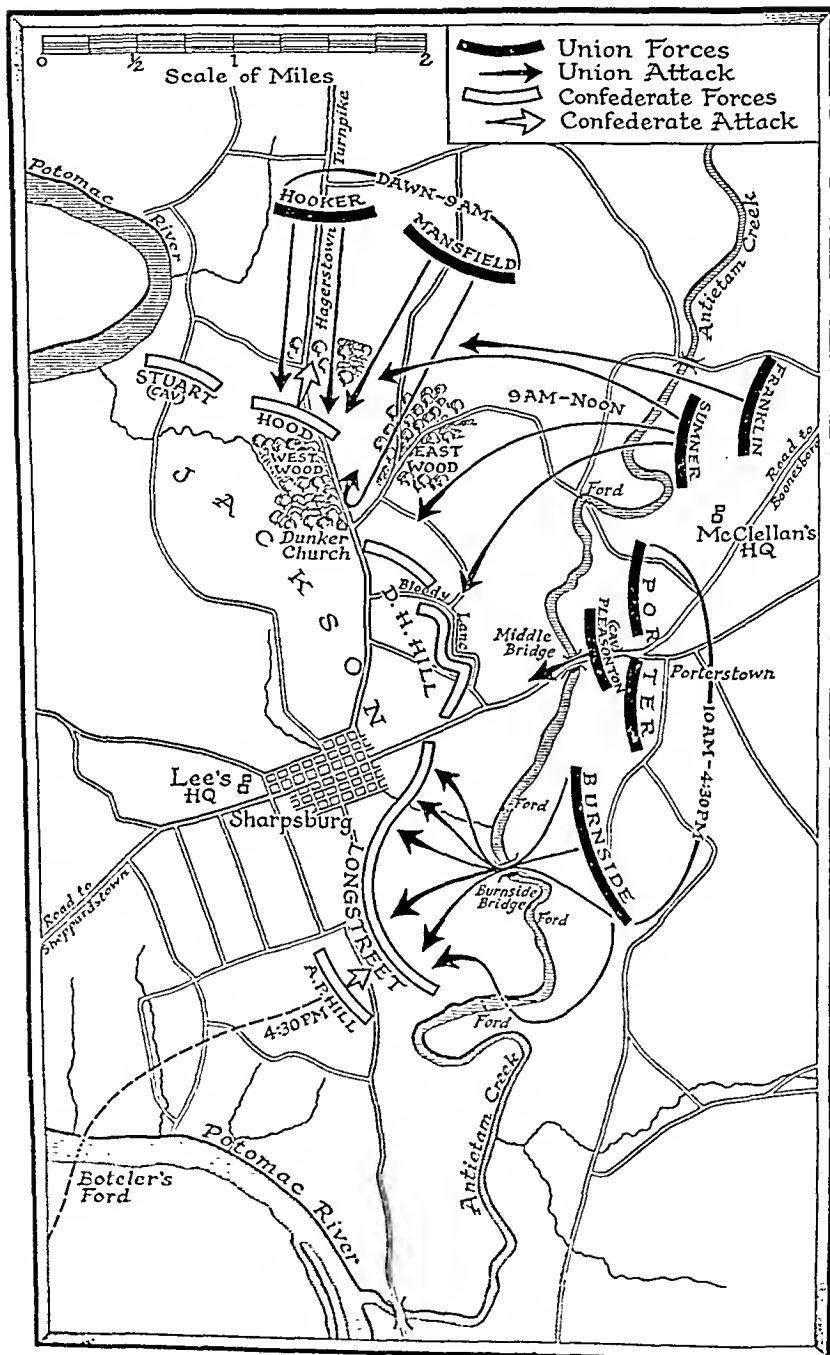 0 ½ 1 2
Scale of Miles
Union Forces
Union Attack
Confederate Forces
Confederate Attack
Potomac
River
Turnpike
Hagerstown
HOOKER
DAWN–9AM
MANSFIELD
Antietam Creek
STUART
(CAV)
HOOD
WEST
WOOD
EAST
WOOD
9AM–NOON
SUMNER
FRANKLIN
Road to
Boonesboro
Ford
McClellan's
HQ
Dunker
Church
JACKSON
Bloody
Lane
D.H. HILL
Middle
Bridge
PLEASONTON
(CAV)
PORTER
Porterstown
10AM–4:30PM
Lee's
HQ
Sharpsburg
Ford
BURNSIDE
LONGSTREET
Burnside
Bridge
Ford
Road to
Sheppardstown
A.P. HILL
4:30PM
Ford
Antietam Creek
Boteler's
Ford
Potomac
River